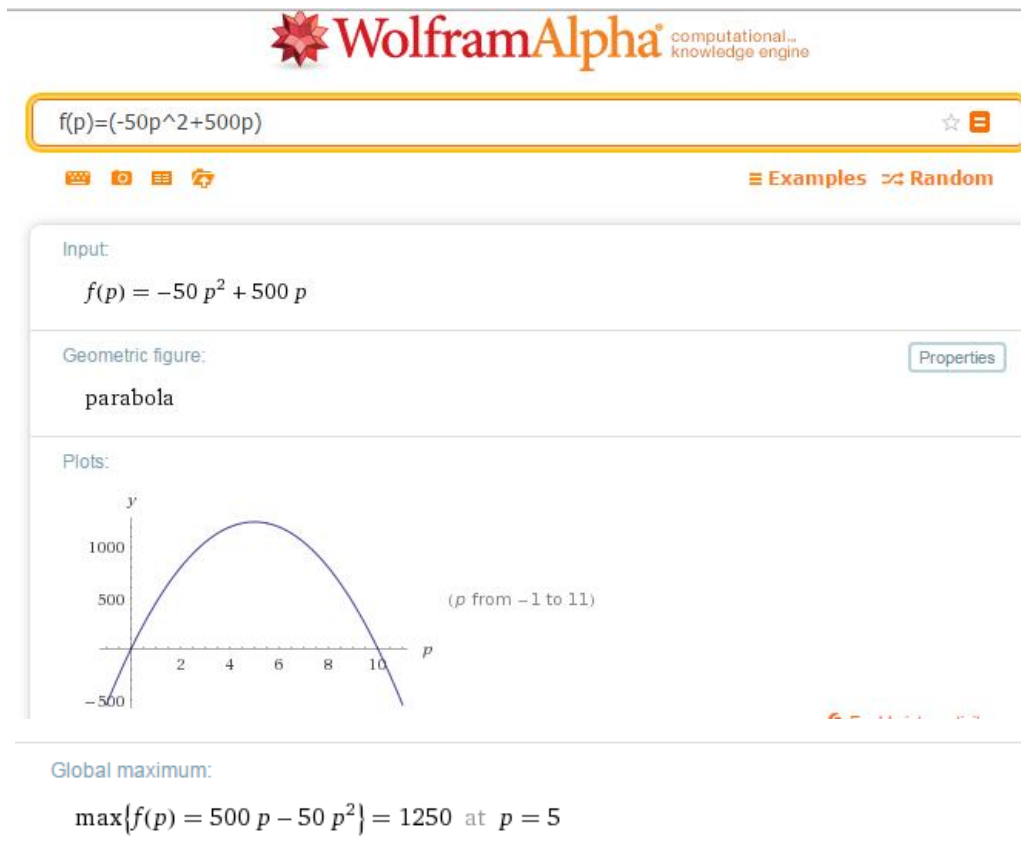 WolframAlpha® computational... knowledge engine
f(p)=(-50p^2+500p)
Examples Random
Input:
f(p) = −50 p² + 500 p
Geometric figure: Properties
parabola
Plots:
y
1000
500
(p from −1 to 11)
p
2 4 6 8 10
−500
Global maximum:
max{f(p) = 500 p − 50 p²} = 1250 at p = 5